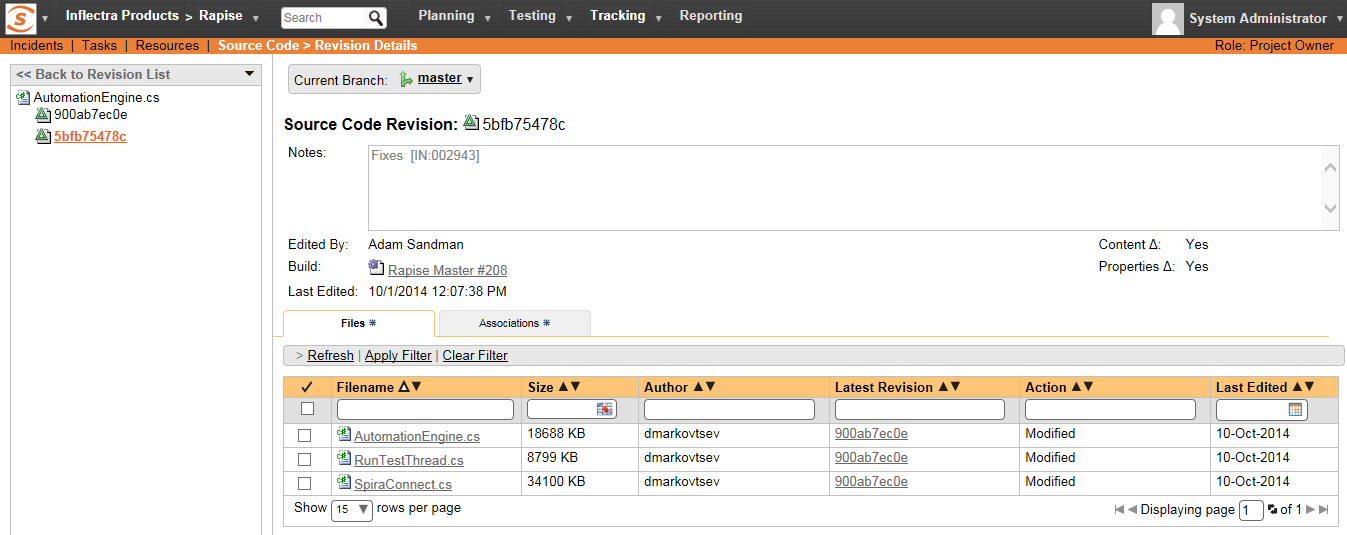 Inflectra Products > Rapise Search Planning Testing Tracking Reporting System Administrator
Incidents | Tasks | Resources | Source Code > Revision Details Role: Project Owner
<< Back to Revision List
AutomationEngine.cs
900ab7ec0e
5bfb75478c
Current Branch: master
Source Code Revision: 5bfb75478c
Notes: Fixes [IN:002943]
Edited By: Adam Sandman Content Δ: Yes
Build: Rapise Master #208 Properties Δ: Yes
Last Edited: 10/1/2014 12:07:38 PM
Files Associations
> Refresh | Apply Filter | Clear Filter
Filename Size Author Latest Revision Action Last Edited
AutomationEngine.cs 18688 KB dmarkovtsev 900ab7ec0e Modified 10-Oct-2014
RunTestThread.cs 8799 KB dmarkovtsev 900ab7ec0e Modified 10-Oct-2014
SpiraConnect.cs 34100 KB dmarkovtsev 900ab7ec0e Modified 10-Oct-2014
Show 15 rows per page Displaying page 1 of 1